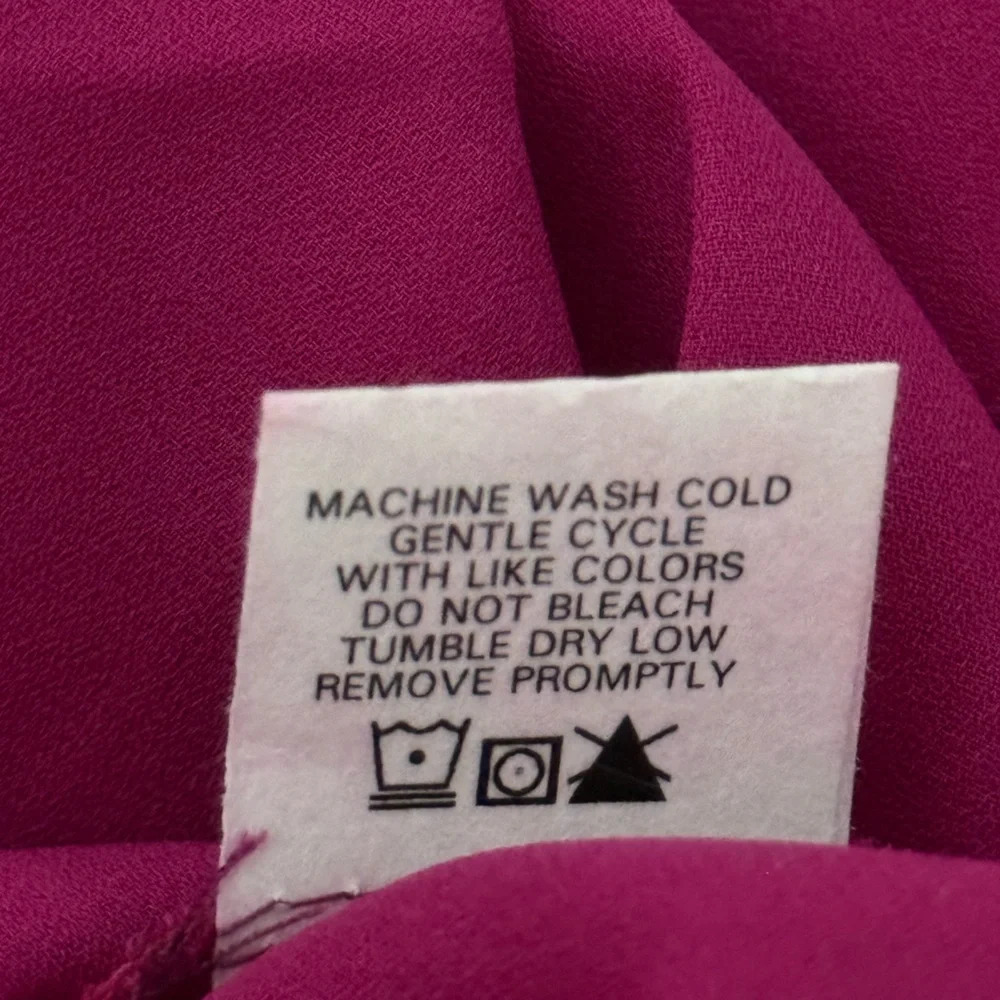 MACHINE WASH COLD
GENTLE CYCLE
WITH LIKE COLORS
DO NOT BLEACH
TUMBLE DRY LOW
REMOVE PROMPTLY